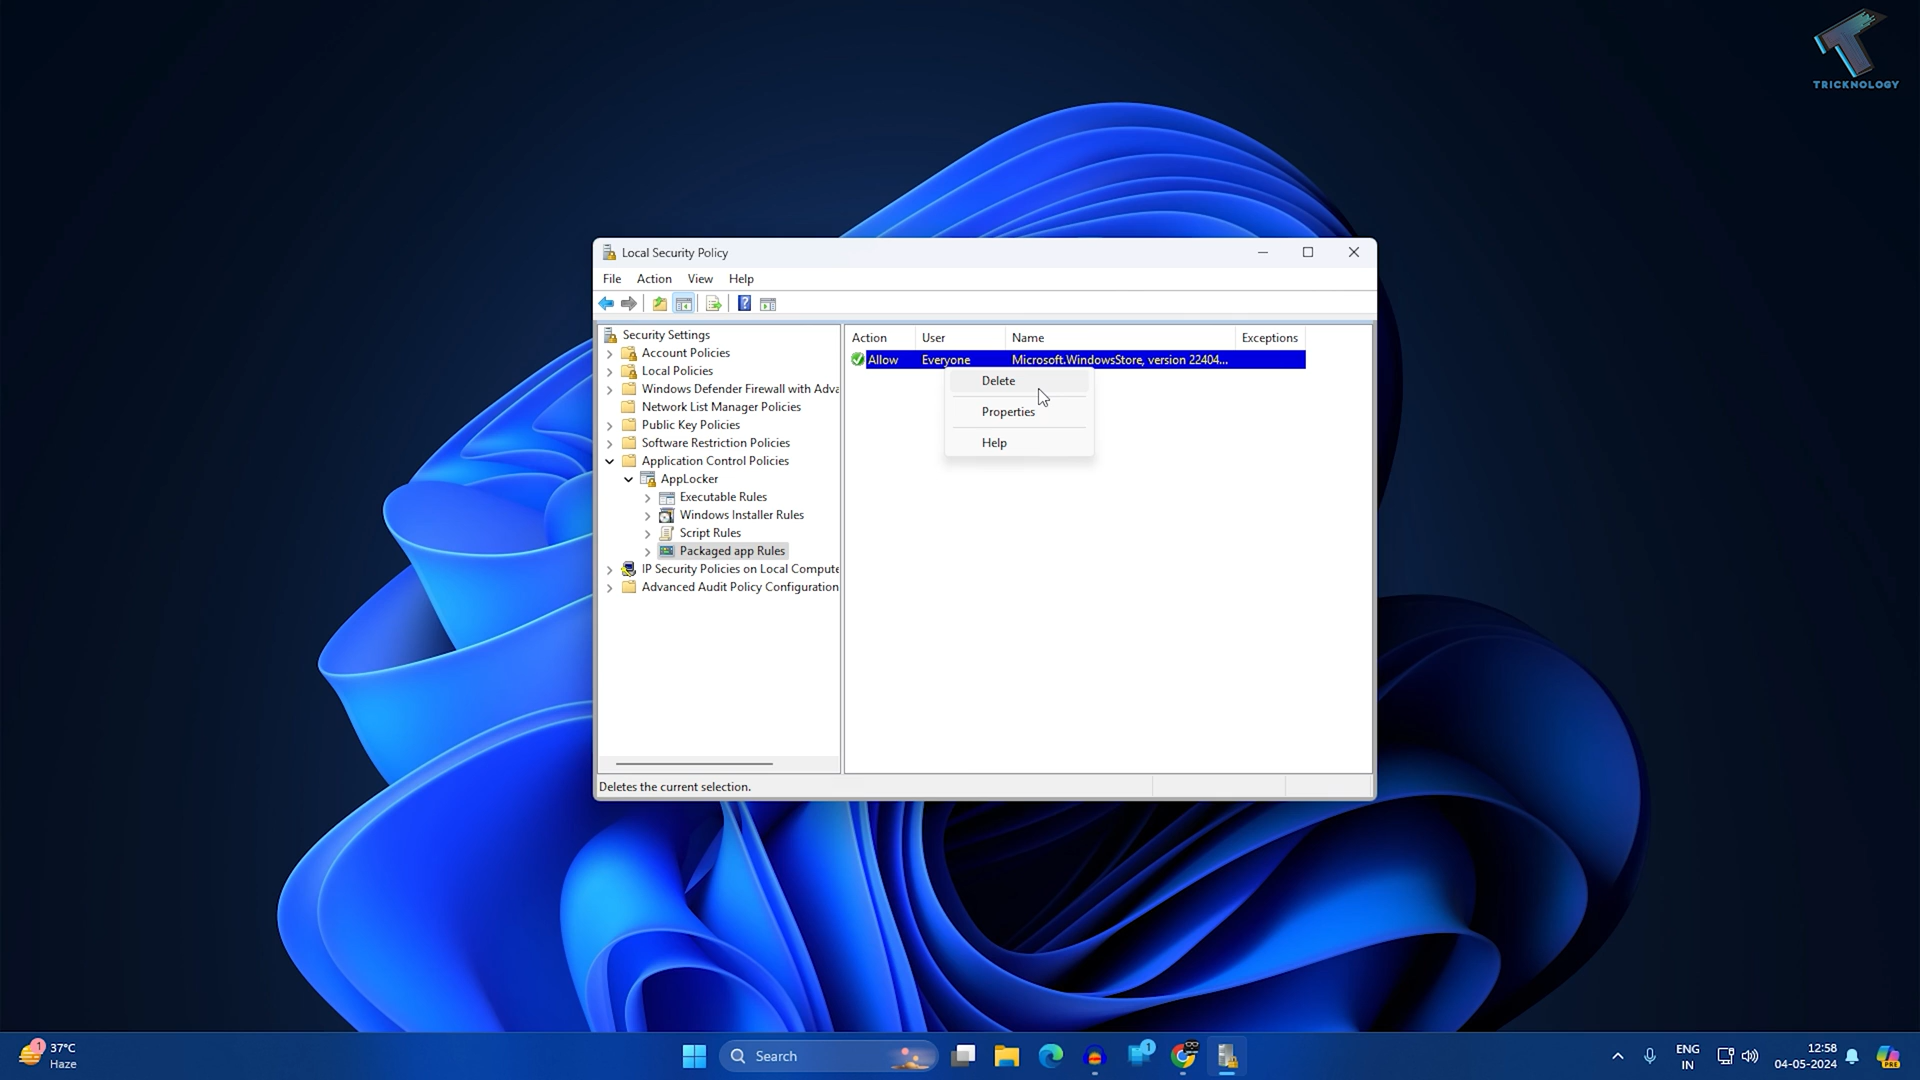 TRICKNOLOGY
Local Security Policy
File Action View Help
Security Settings
Account Policies
Local Policies
Windows Defender Firewall with Adva
Network List Manager Policies
Public Key Policies
Software Restriction Policies
Application Control Policies
AppLocker
Executable Rules
Windows Installer Rules
Script Rules
Packaged app Rules
IP Security Policies on Local Compute
Advanced Audit Policy Configuration
Action User Name Exceptions
Allow Everyone Microsoft.WindowsStore, version 22404...
Delete
Properties
Help
Deletes the current selection.
1
37°C
Haze
Search
1
ENG
IN
12:58
04-05-2024
PRE